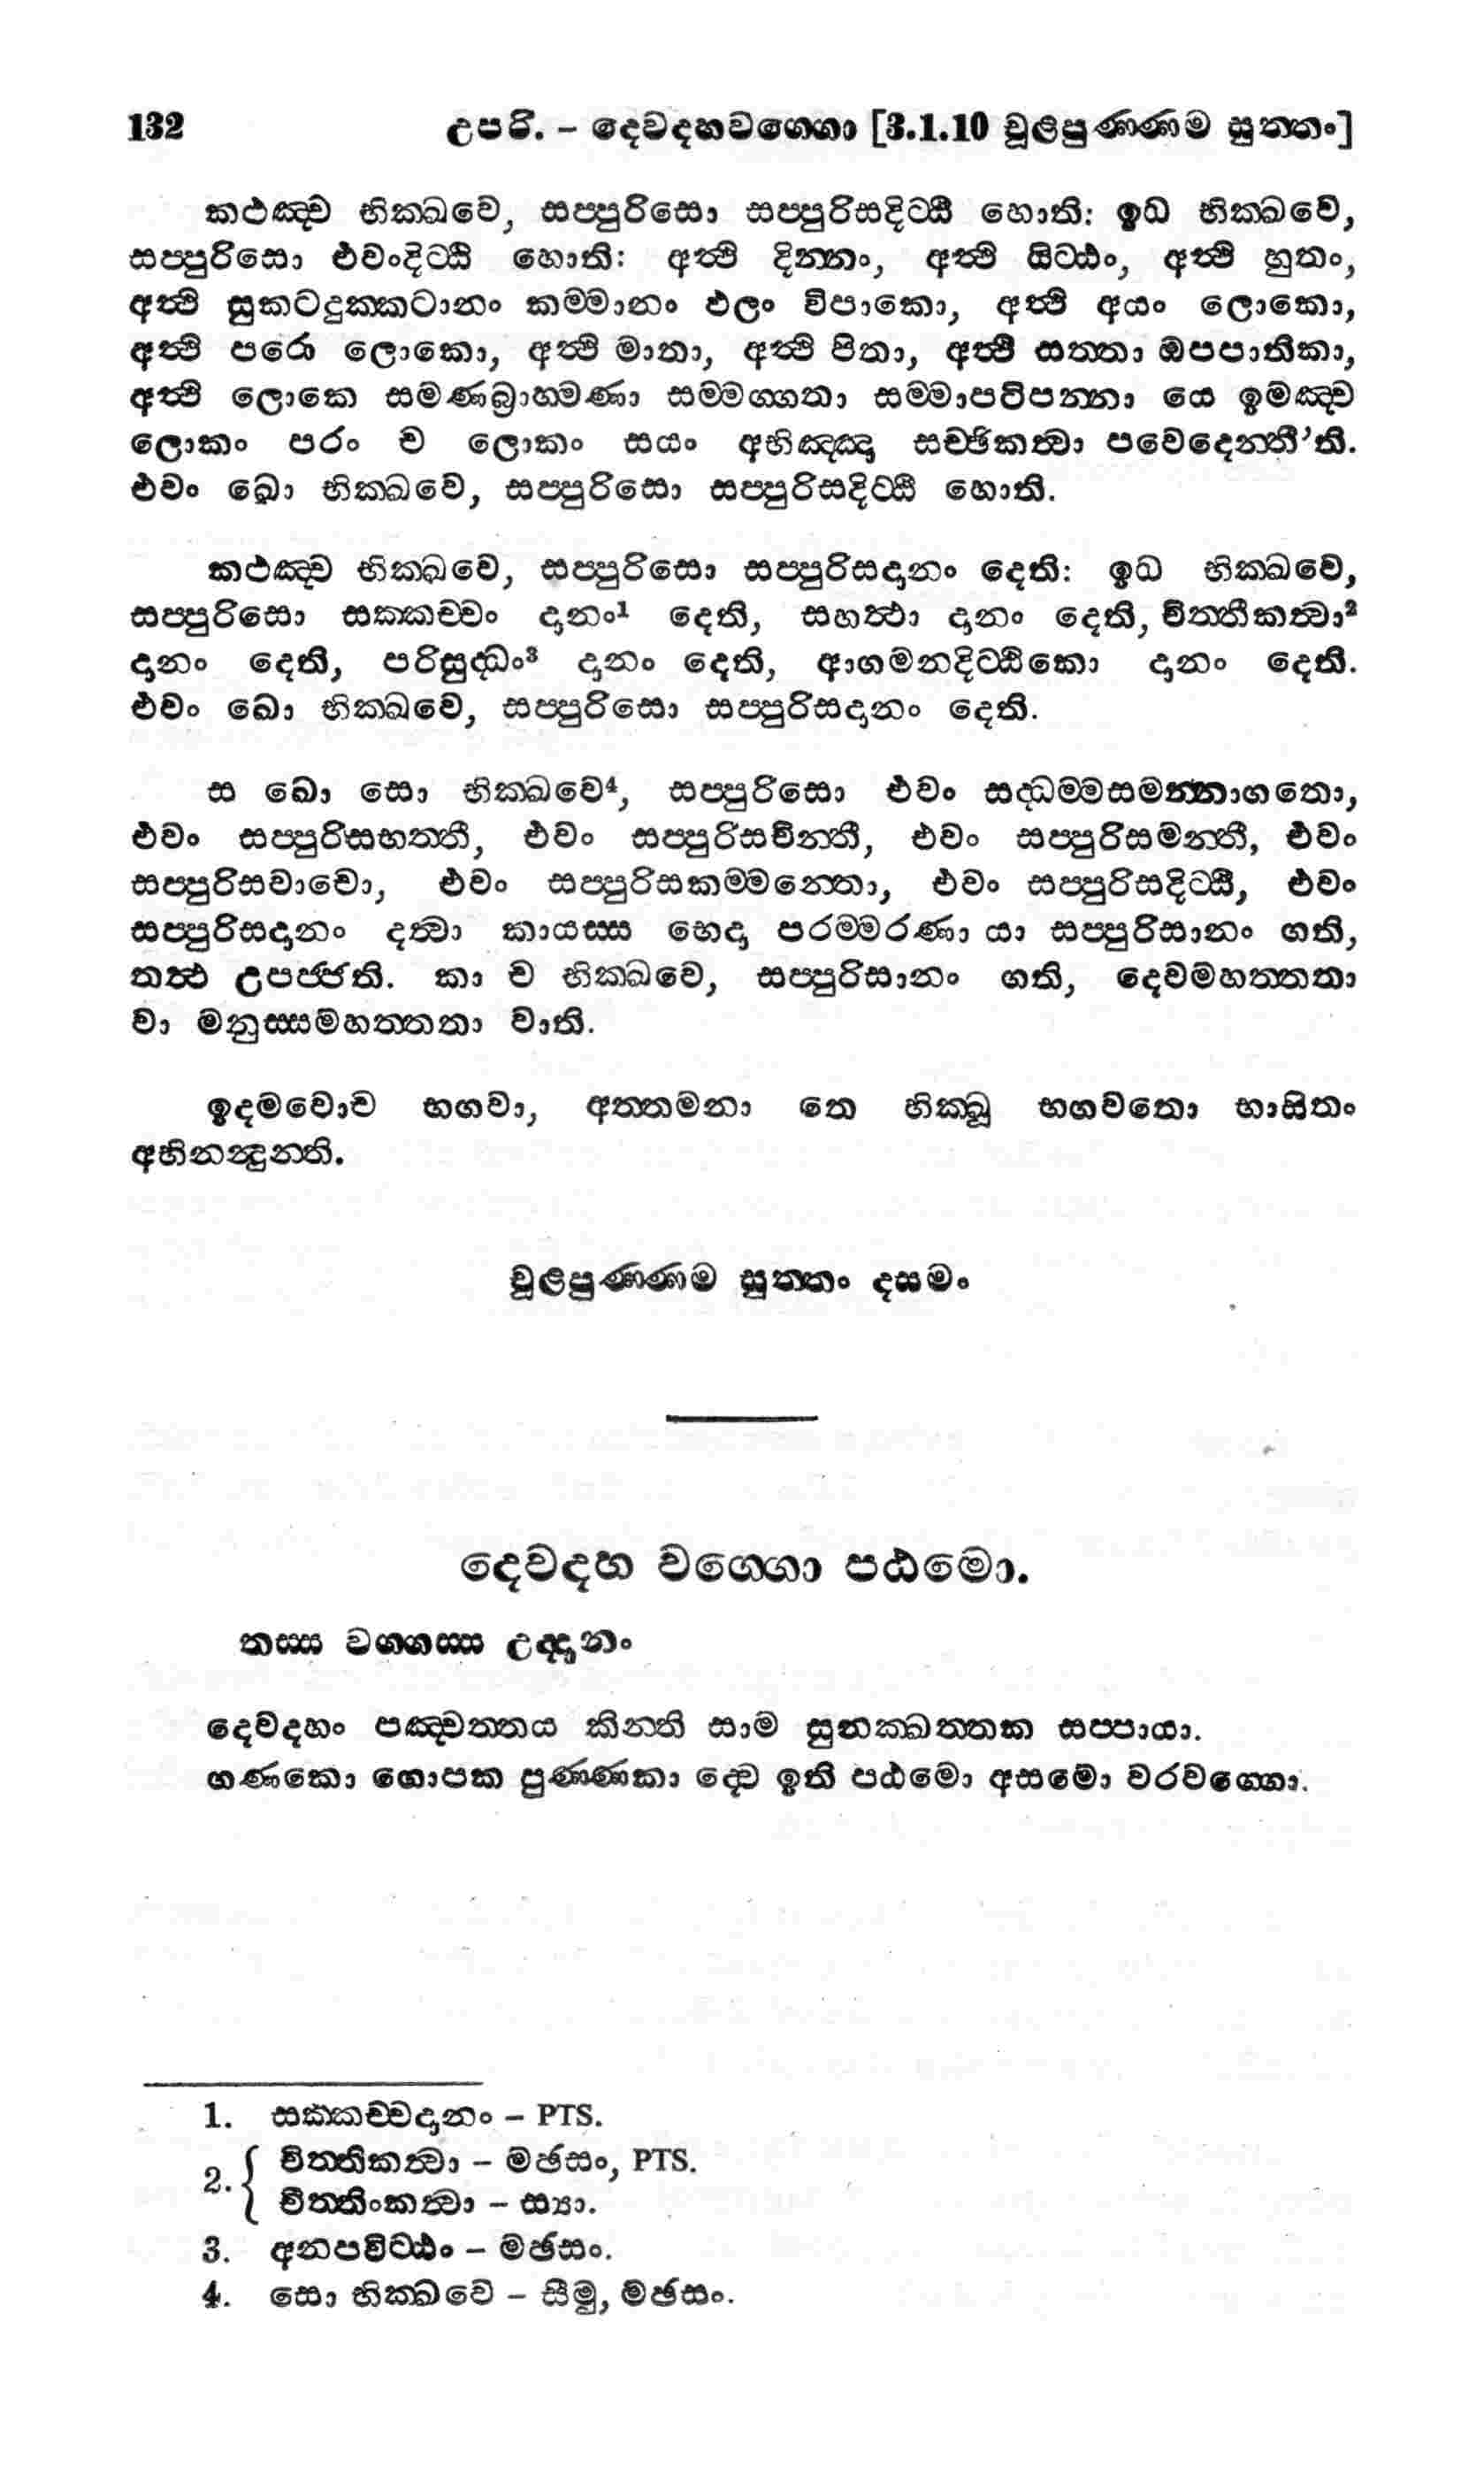 132 උපරි. – දෙවදහවග්ගො [3.1.10 චූළපුණ්ණම සුත්තං]
කථඤ්ච භික්ඛවෙ, සප්පුරිසො සප්පුරිසදිට්ඨී හොති: ඉධ භික්ඛවෙ,
සප්පුරිසො එවංදිට්ඨි හොති: අත්ථි දින්නං, අත්ථි යිට්ඨං, අත්ථි හුතං,
අත්ථි සුකටදුක්කටානං කම්මානං ඵලං විපාකො, අත්ථි අයං ලොකො,
අත්ථි පරො ලොකො, අත්ථි මාතා, අත්ථි පිතා, අත්ථි සත්තා ඔපපාතිකා,
අත්ථි ලොකෙ සමණබ්‍රාහ්මණා සම්මග්ගතා සම්මාපටිපන්නා යෙ ඉමඤ්ච
ලොකං පරං ච ලොකං සයං අභිඤ්ඤා සච්ඡිකත්වා පවෙදෙන්තී’ති.
එවං ඛො භික්ඛවෙ, සප්පුරිසො සප්පුරිසදිට්ඨි හොති.
කථඤ්ච භික්ඛවෙ, සප්පුරිසො සප්පුරිසදානං දෙති: ඉධ භික්ඛවෙ,
සප්පුරිසො සක්කච්චං දානං¹ දෙති, සහත්ථා දානං දෙති, චිත්තීකත්වා²
දානං දෙති, පරිසුද්ධං³ දානං දෙති, ආගමනදිට්ඨිකො දානං දෙති.
එවං ඛො භික්ඛවෙ, සප්පුරිසො සප්පුරිසදානං දෙති.
ස ඛො සො භික්ඛවෙ⁴, සප්පුරිසො එවං සද්ධම්මසමන්නාගතො,
එවං සප්පුරිසභත්තී, එවං සප්පුරිසචින්තී, එවං සප්පුරිසමන්තී, එවං
සප්පුරිසවාචො, එවං සප්පුරිසකම්මන්තො, එවං සප්පුරිසදිට්ඨී, එවං
සප්පුරිසදානං දත්වා කායස්ස භෙදා පරම්මරණා යා සප්පුරිසානං ගති,
තත්ථ උපපජ්ජති. කා ච භික්ඛවෙ, සප්පුරිසානං ගති, දෙවමහත්තතා
වා මනුස්සමහත්තතා වාති.
ඉදමවොච භගවා, අත්තමනා තෙ භික්ඛූ භගවතො භාසිතං
අභිනන්දුන්ති.
චූළපුණ්ණම සුත්තං දසමං
දෙවදහ වග්ගො පඨමො.
තස්ස වග්ගස්ස උද්දානං
දෙවදහං පඤ්චත්තය කින්ති සාම සුනක්ඛත්තක සප්පායා.
ගණකො ගොපක පුණ්ණකා ද්වෙ ඉති පඨමො අසමො වරවග්ගො.
1. සක්කච්චදානං – PTS.
2. { චිත්තිකත්වා – මඡසං, PTS.
චිත්තිංකත්වා – ස්‍යා.
3. අනපවිට්ඨං – මඡසං.
4. සො භික්ඛවෙ – සීමු, මඡසං.